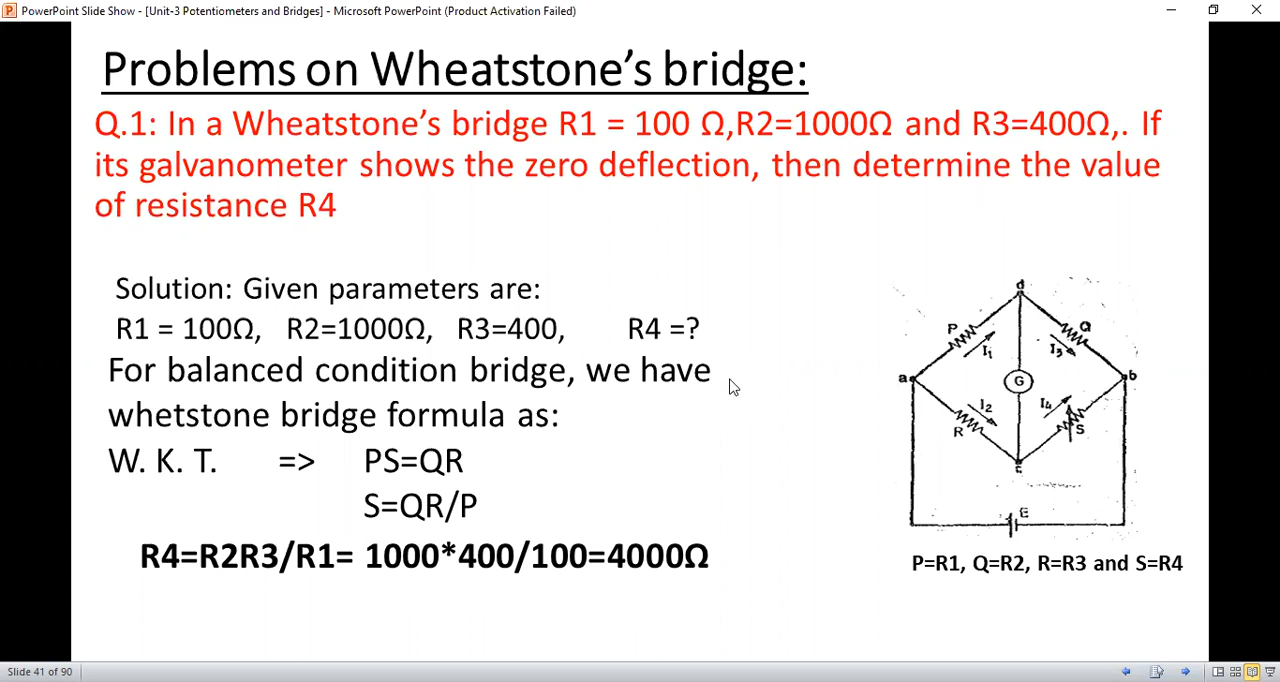 PowerPoint Slide Show - [Unit-3 Potentiometers and Bridges] - Microsoft PowerPoint (Product Activation Failed)
Problems on Wheatstone’s bridge:
Q.1: In a Wheatstone’s bridge R1 = 100 Ω,R2=1000Ω and R3=400Ω,. If
its galvanometer shows the zero deflection, then determine the value
of resistance R4
Solution: Given parameters are:
R1 = 100Ω, R2=1000Ω, R3=400, R4 =?
For balanced condition bridge, we have
whetstone bridge formula as:
W. K. T. => PS=QR
S=QR/P
R4=R2R3/R1= 1000*400/100=4000Ω
d
P Q
I1 I3
a G b
I2 I4
R S
c
E
P=R1, Q=R2, R=R3 and S=R4
Slide 41 of 90